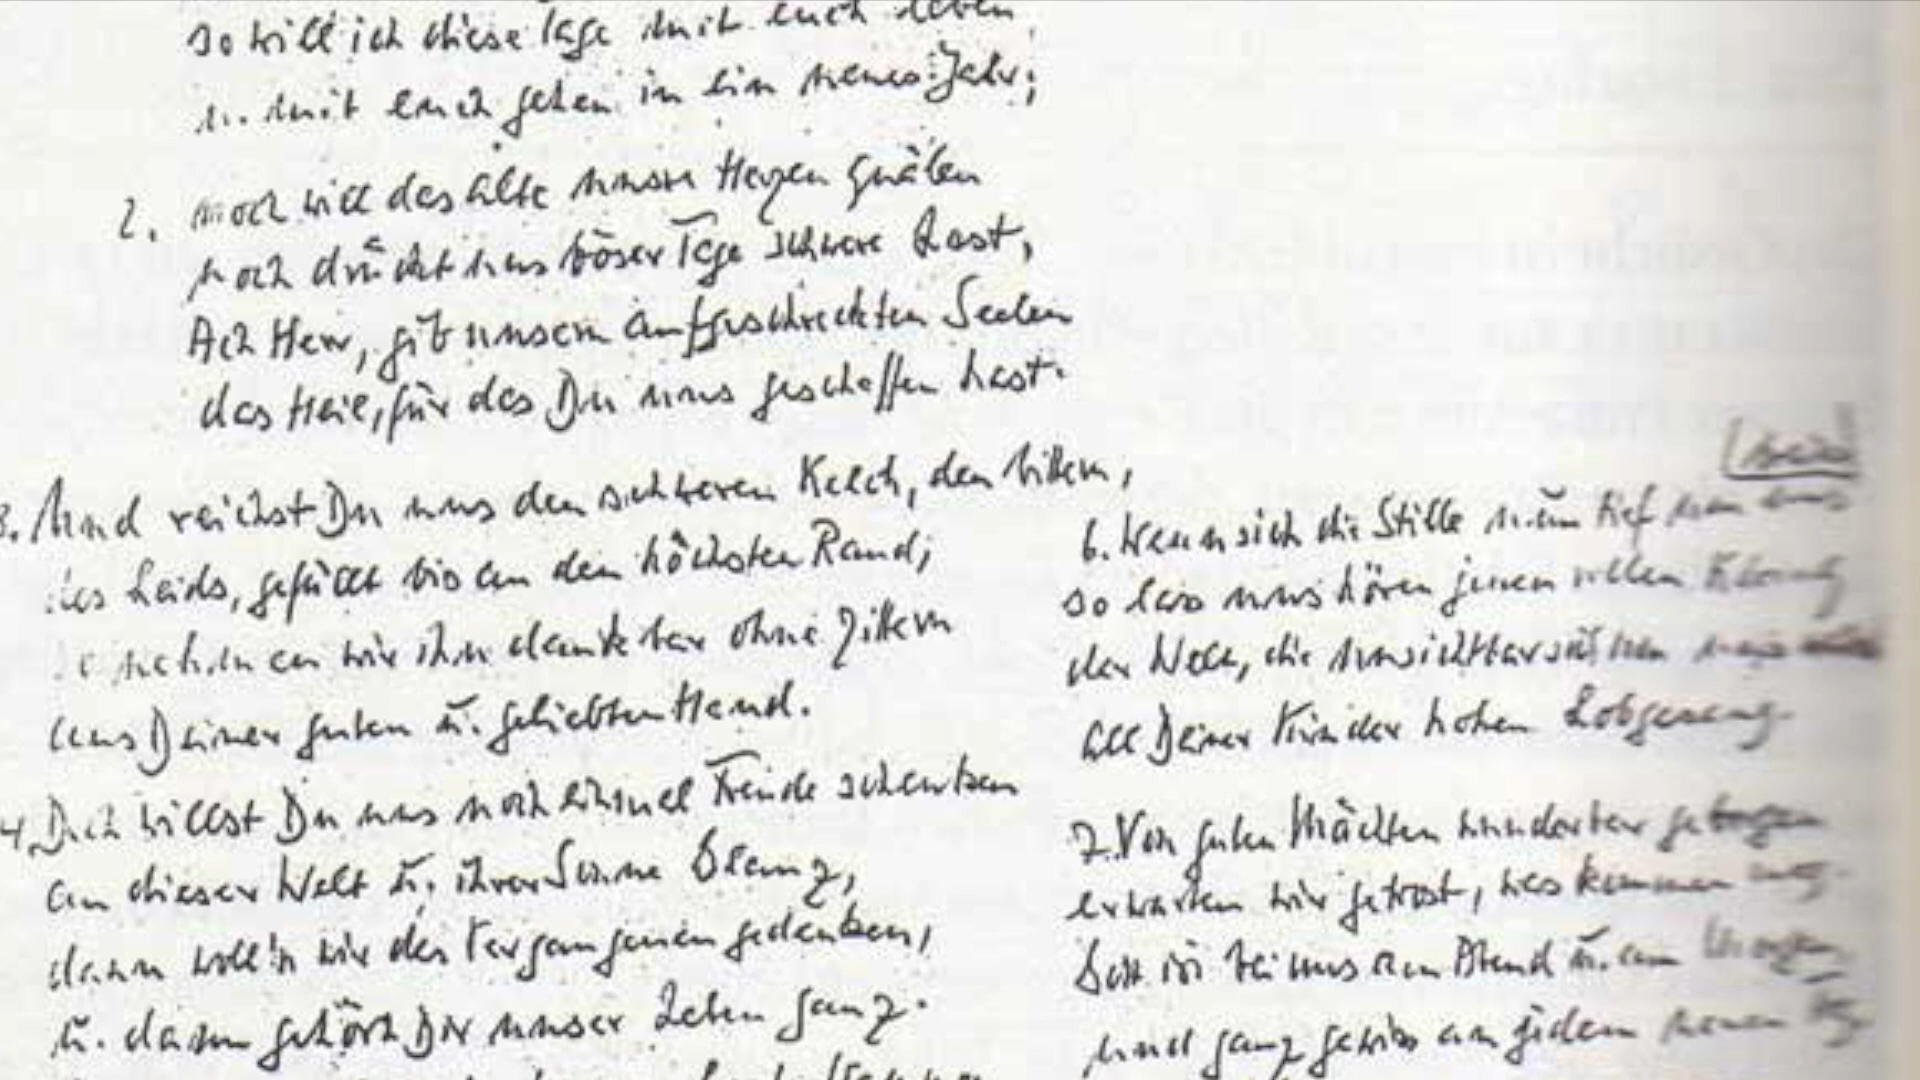 so will ich diese Tage mit euch leben
u. mit euch gehen in ein neues Jahr;
2. noch will das alte unsre Herzen quälen
noch drückt uns böser Tage schwere Last,
Ach Herr, gib unsern aufgeschreckten Seelen
das Heil, für das Du uns geschaffen hast.
3. Und reichst Du uns den schweren Kelch, den bittern,
des Leids, gefüllt bis an den höchsten Rand,
so nehmen wir ihn dankbar ohne Zittern
aus Deiner guten u. geliebten Hand.
4. Doch willst Du uns noch einmal Freude schenken
an dieser Welt u. ihrer Sonne Glanz,
dann woll'n wir des Vergangenen gedenken,
u. dann gehört Dir unser Leben ganz.
6. Wenn sich die Stille nun tief um uns
so lass uns hören jenen vollen Klang
der Welt, die unsichtbar sich um uns
all Deiner Kinder hohen Lobgesang.
7. Von guten Mächten wunderbar geborgen
erwarten wir getrost, was kommen mag.
Gott ist bei uns am Abend u. am Morgen
und ganz gewiss an jedem neuen Tag